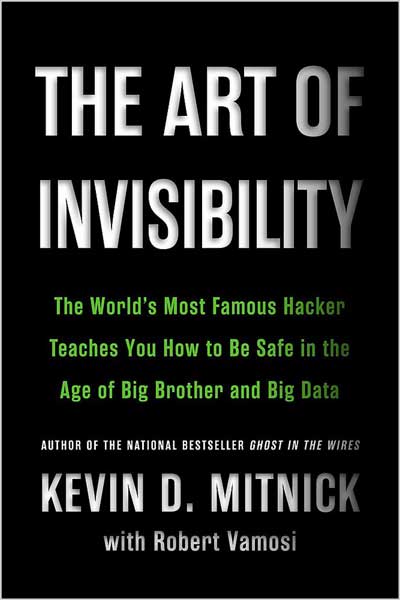 THE ART OF
INVISIBILITY
The World's Most Famous Hacker
Teaches You How to Be Safe in the
Age of Big Brother and Big Data
AUTHOR OF THE NATIONAL BESTSELLER GHOST IN THE WIRES
KEVIN D. MITNICK
with Robert Vamosi